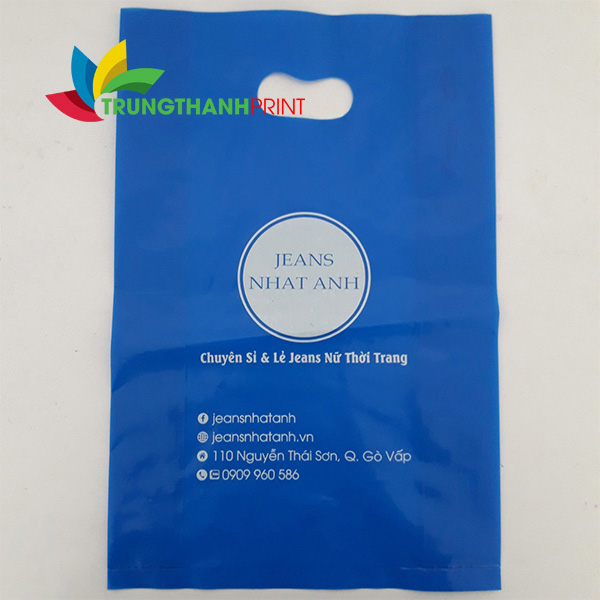 TRUNGTHANHPRINT
JEANS
NHAT ANH
Chuyên Sỉ & Lẻ Jeans Nữ Thời Trang
jeansnhatanh
jeansnhatanh.vn
110 Nguyễn Thái Sơn, Q. Gò Vấp
0909 960 586